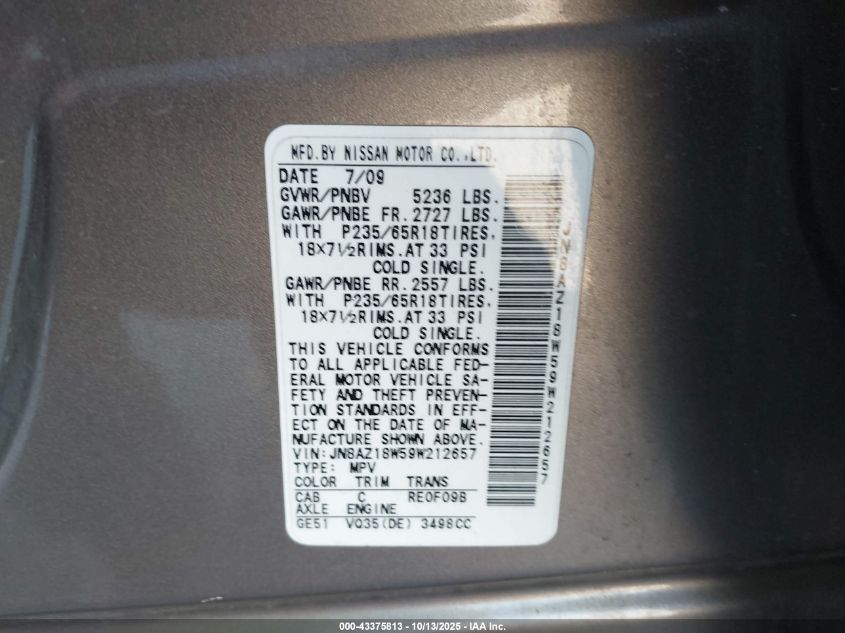 MFD.BY NISSAN MOTOR CO.,LTD.
DATE 7/09
GVWR/PNBV 5236 LBS.
GAWR/PNBE FR. 2727 LBS.
WITH P235/65R18TIRES,
18X7½RIMS.AT 33 PSI
COLD SINGLE.
GAWR/PNBE RR. 2557 LBS.
WITH P235/65R18TIRES,
18X7½RIMS.AT 33 PSI
COLD SINGLE.
THIS VEHICLE CONFORMS
TO ALL APPLICABLE FED-
ERAL MOTOR VEHICLE SA-
FETY AND THEFT PREVEN-
TION STANDARDS IN EFF-
ECT ON THE DATE OF MA-
NUFACTURE SHOWN ABOVE.
VIN: JN8AZ18W59W212657
TYPE: MPV
COLOR TRIM TRANS
CAB C RE0F09B
AXLE ENGINE
GE51 VQ35(DE) 3498CC
JN8AZ18W59W212657
000-43375813 - 10/13/2025 - IAA Inc.